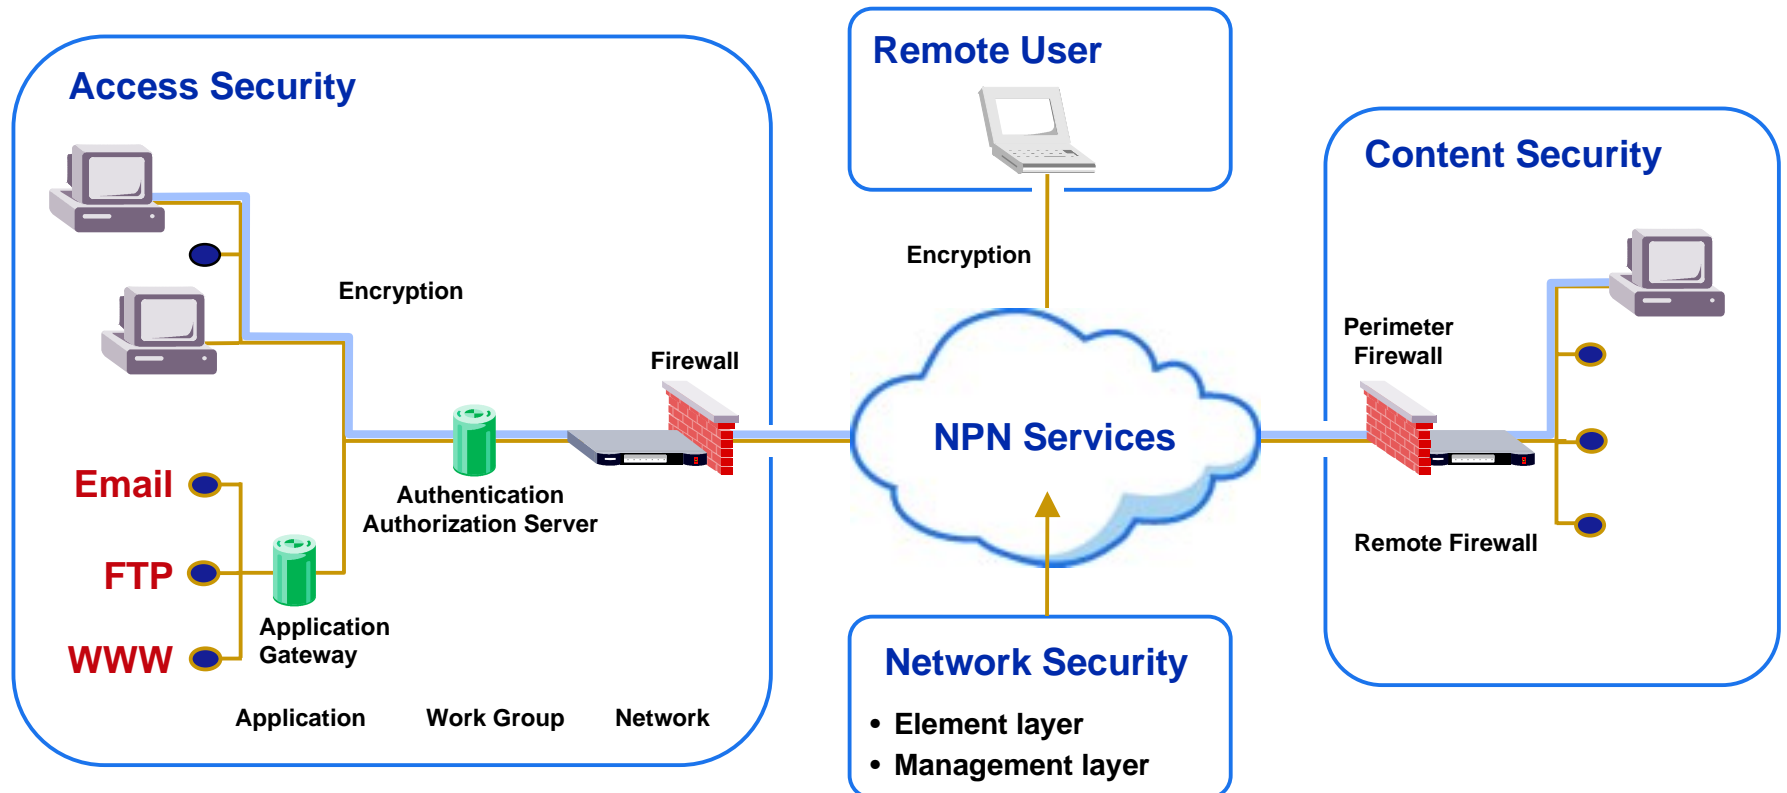 Access Security
Encryption
Firewall
Authentication
Authorization Server
Email
FTP
WWW
Application
Gateway
Application
Work Group
Network
Remote User
Encryption
NPN Services
Network Security
• Element layer
• Management layer
Content Security
Perimeter
Firewall
Remote Firewall